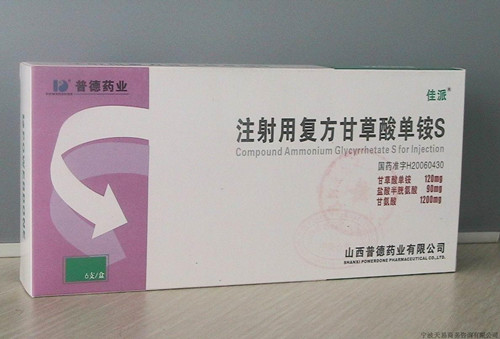 普德药业
佳派®
注射用复方甘草酸单铵S
Compound Ammonium Glycyrrhetate S for Injection
国药准字H20060430
甘草酸单铵 120mg
盐酸半胱氨酸 90mg
甘氨酸 1200mg
山西普德药业有限公司
SHANXI POWERDONE PHARMACEUTICAL CO.,LTD.
6支/盒